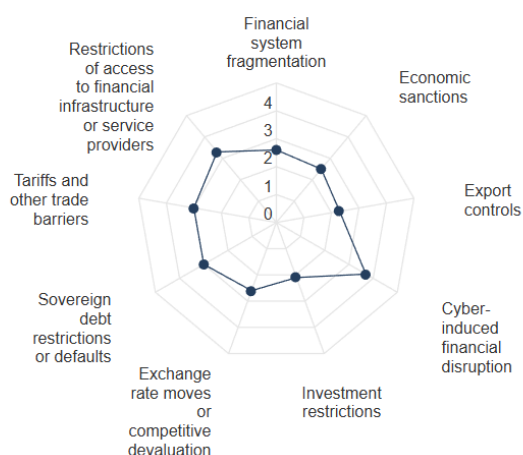 Financial
system
fragmentation
Economic
sanctions
Export
controls
Cyber-
induced
financial
disruption
Investment
restrictions
Exchange
rate moves
or
competitive
devaluation
Sovereign
debt
restrictions
or defaults
Tariffs and
other trade
barriers
Restrictions
of access
to financial
infrastructure
or service
providers
4
3
2
1
0